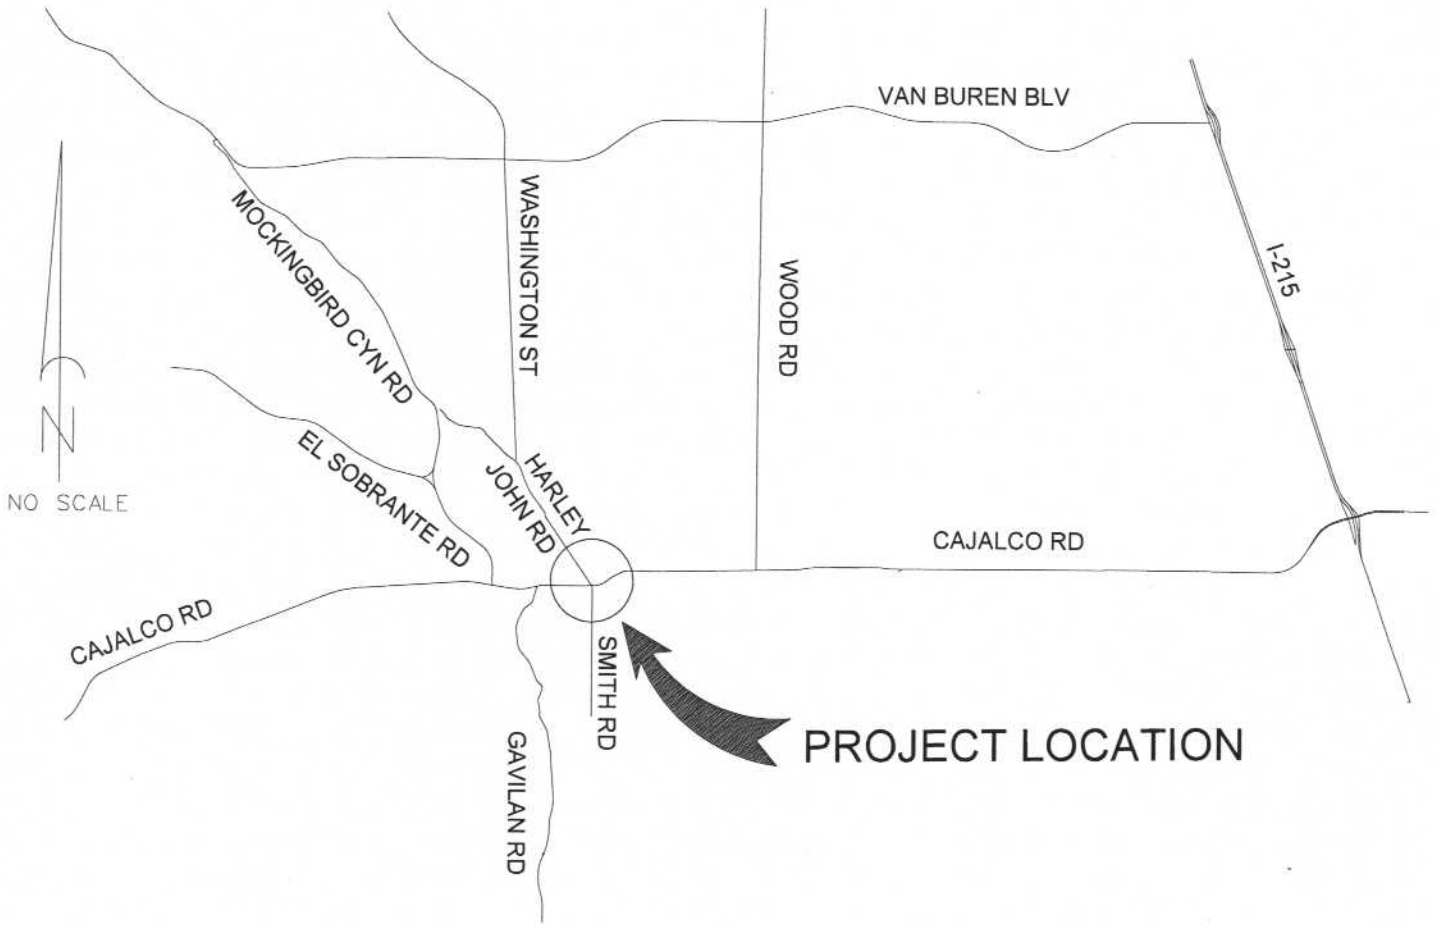 VAN BUREN BLV
MOCKINGBIRD CYN RD
WASHINGTON ST
WOOD RD
I-215
N
NO SCALE
EL SOBRANTE RD
HARLEY
JOHN RD
CAJALCO RD
CAJALCO RD
SMITH RD
GAVILAN RD
PROJECT LOCATION